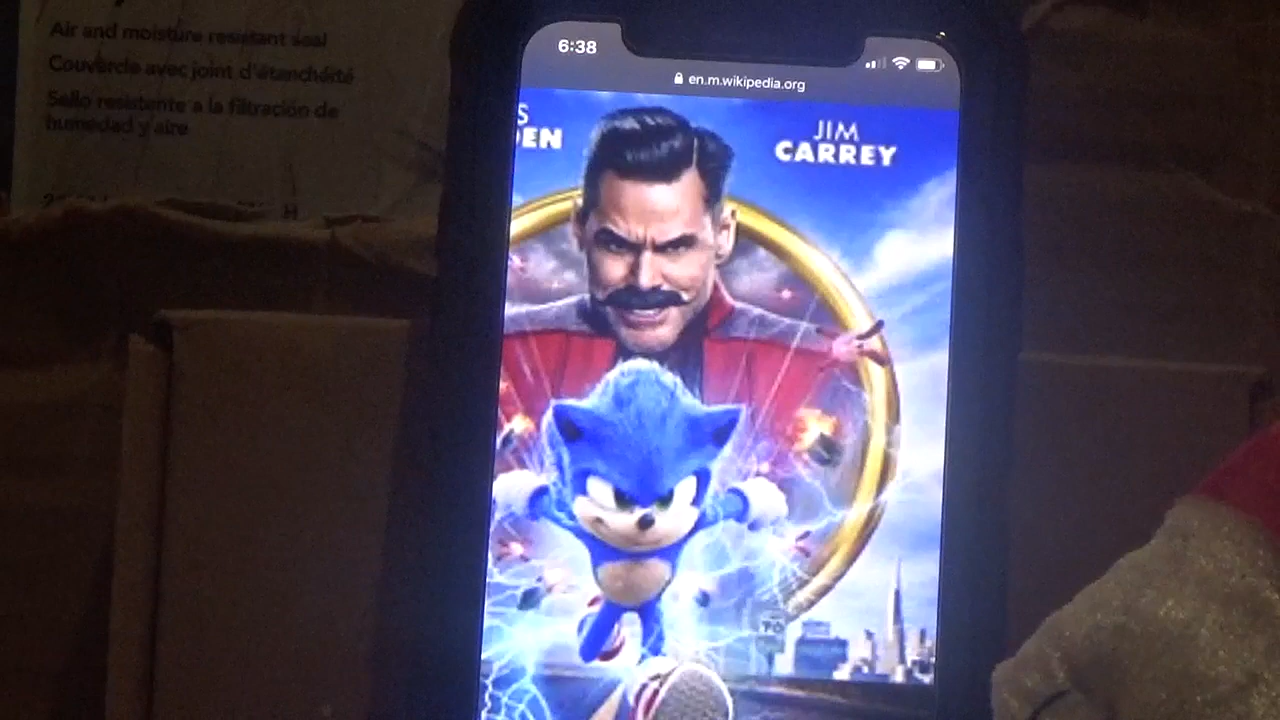 Air and moisture resistant seal
Couvercle avec joint d'étanchéité
Sello resistente a la filtración de
humedad y aire
6:38
en.m.wikipedia.org
S
DEN
JIM
CARREY